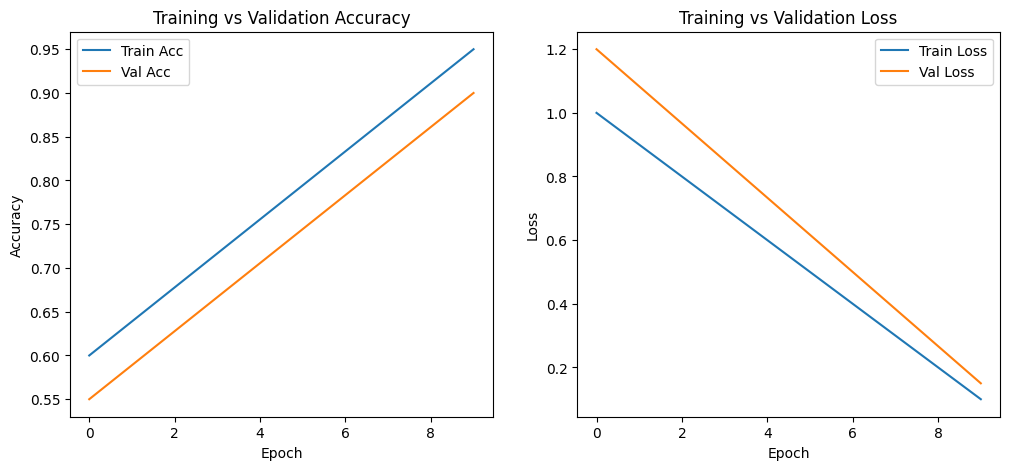 Training vs Validation Accuracy
Train Acc
Val Acc
0.95
0.90
0.85
0.80
0.75
0.70
0.65
0.60
0.55
Accuracy
0 2 4 6 8
Epoch
Training vs Validation Loss
Train Loss
Val Loss
1.2
1.0
0.8
0.6
0.4
0.2
Loss
0 2 4 6 8
Epoch